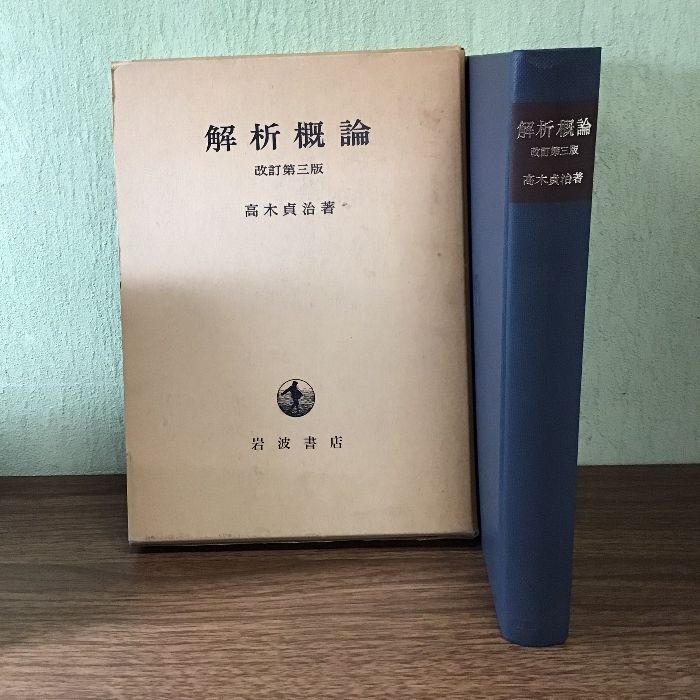 解析概論
改訂第三版
高木貞治著
岩波書店
解析概論
改訂第三版
高木貞治著